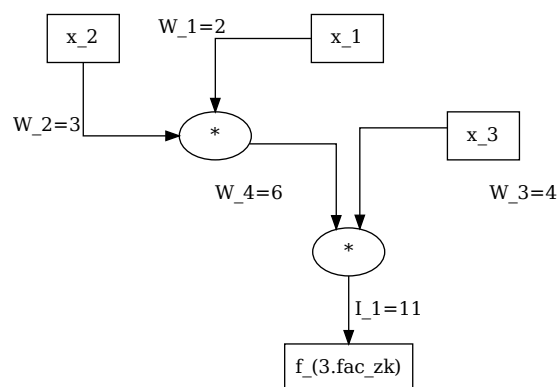 W_1=2
x_2
x_1
W_2=3
*
x_3
W_4=6
W_3=4
*
I_1=11
f_(3.fac_zk)